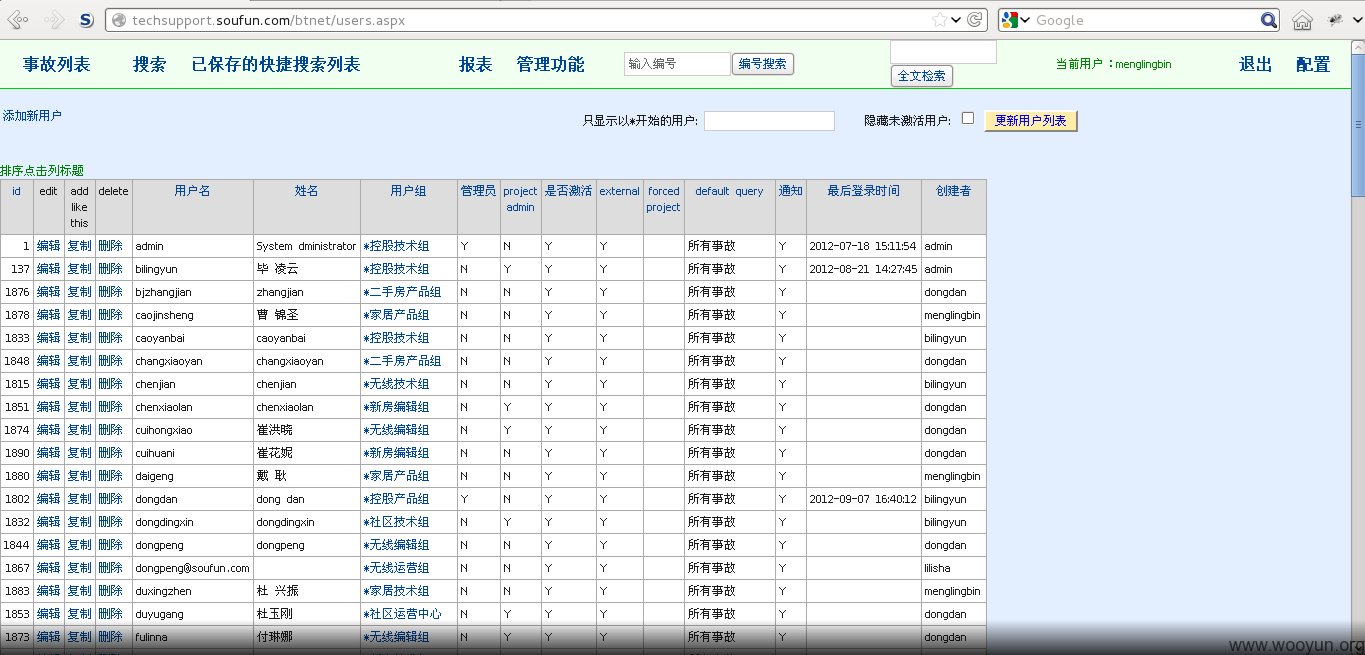 techsupport.soufun.com/btnet/users.aspx Google
事故列表 搜索 已保存的快捷搜索列表 报表 管理功能 输入编号 编号搜索 全文检索 当前用户：menglingbin 退出 配置
添加新用户 只显示以*开始的用户: 隐藏未激活用户: 更新用户列表
排序点击列标题
id edit add like this delete 用户名 姓名 用户组 管理员 project admin 是否激活 external forced project default query 通知 最后登录时间 创建者
1 编辑 复制 删除 admin System dministrator *控股技术组 Y N Y Y 所有事故 Y 2012-07-18 15:11:54 admin
137 编辑 复制 删除 bilingyun 毕 凌云 *控股技术组 N Y Y Y 所有事故 Y 2012-08-21 14:27:45 admin
1876 编辑 复制 删除 bjzhangjian zhangjian *二手房产品组 N N Y Y 所有事故 Y dongdan
1878 编辑 复制 删除 caojinsheng 曹 锦圣 *家居产品组 N N Y Y 所有事故 Y menglingbin
1833 编辑 复制 删除 caoyanbai caoyanbai *控股技术组 N N Y Y 所有事故 Y bilingyun
1848 编辑 复制 删除 changxiaoyan changxiaoyan *二手房产品组 N N Y Y 所有事故 Y dongdan
1815 编辑 复制 删除 chenjian chenjian *无线技术组 N N Y Y 所有事故 Y bilingyun
1851 编辑 复制 删除 chenxiaolan chenxiaolan *新房编辑组 N Y Y Y 所有事故 Y dongdan
1874 编辑 复制 删除 cuihongxiao 崔洪晓 *无线编辑组 N Y Y Y 所有事故 Y dongdan
1890 编辑 复制 删除 cuihuani 崔花妮 *新房编辑组 N N Y Y 所有事故 Y dongdan
1880 编辑 复制 删除 daigeng 戴 耿 *家居产品组 N N Y Y 所有事故 Y menglingbin
1802 编辑 复制 删除 dongdan dong dan *控股产品组 Y N Y Y 所有事故 Y 2012-09-07 16:40:12 bilingyun
1832 编辑 复制 删除 dongdingxin dongdingxin *社区技术组 N Y Y Y 所有事故 Y bilingyun
1844 编辑 复制 删除 dongpeng dongpeng *无线编辑组 N N Y Y 所有事故 Y dongdan
1867 编辑 复制 删除 dongpeng@soufun.com *无线运营组 N N Y Y 所有事故 Y lilisha
1883 编辑 复制 删除 duxingzhen 杜 兴振 *家居技术组 N N Y Y 所有事故 Y menglingbin
1853 编辑 复制 删除 duyugang 杜玉刚 *社区运营中心 N Y Y Y 所有事故 Y dongdan
1873 编辑 复制 删除 fulinna 付琳娜 *无线编辑组 N Y Y Y 所有事故 Y dongdan
www.wooyun.org